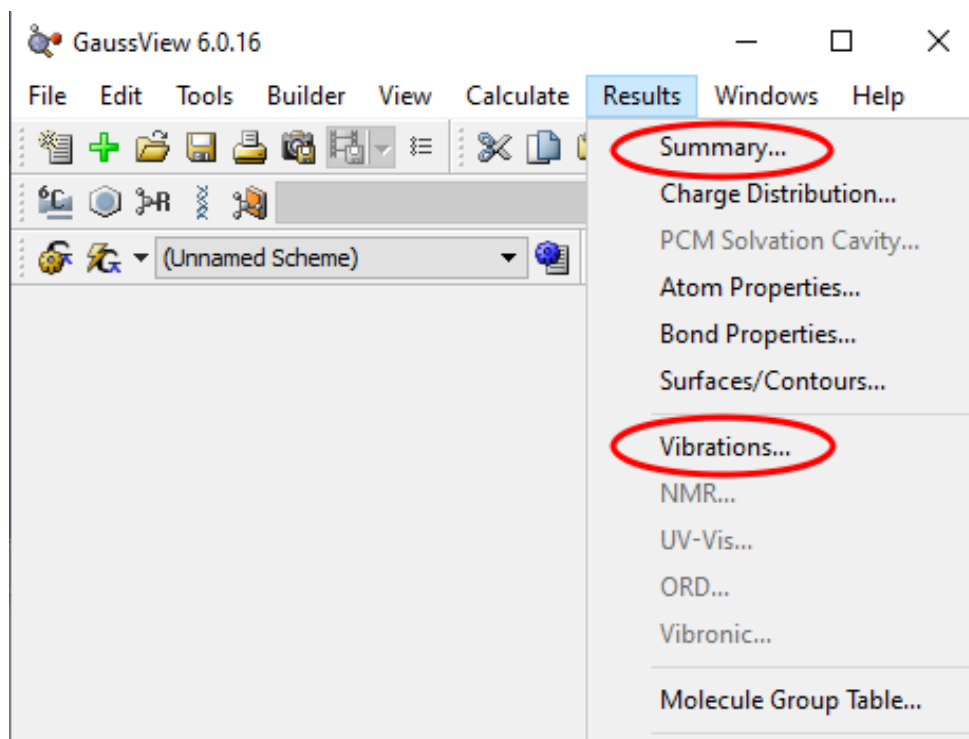 GaussView 6.0.16
File Edit Tools Builder View Calculate Results Windows Help
Summary...
Charge Distribution...
6C R
PCM Solvation Cavity...
(Unnamed Scheme)
Atom Properties...
Bond Properties...
Surfaces/Contours...
Vibrations...
NMR...
UV-Vis...
ORD...
Vibronic...
Molecule Group Table...